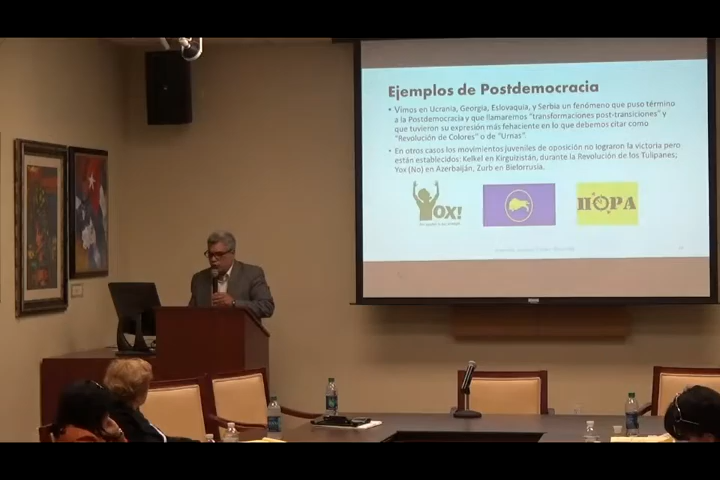 Ejemplos de Postdemocracia
• Vimos en Ucrania, Georgia, Eslovaquia, y Serbia un fenómeno que puso término
a la Postdemocracia y que llamaremos "transformaciones post-transiciones" y
que tuvieron su expresión más fehaciente en lo que debemos citar como
"Revolución de Colores" o de "Urnas".
• En otros casos los movimientos juveniles de oposición no lograron la victoria pero
están establecidos: Kelkel en Kirguizistán, durante la Revolución de los Tulipanes;
Yox (No) en Azerbaiján, Zurb en Bielorrusia.
YOX!
ПОРА